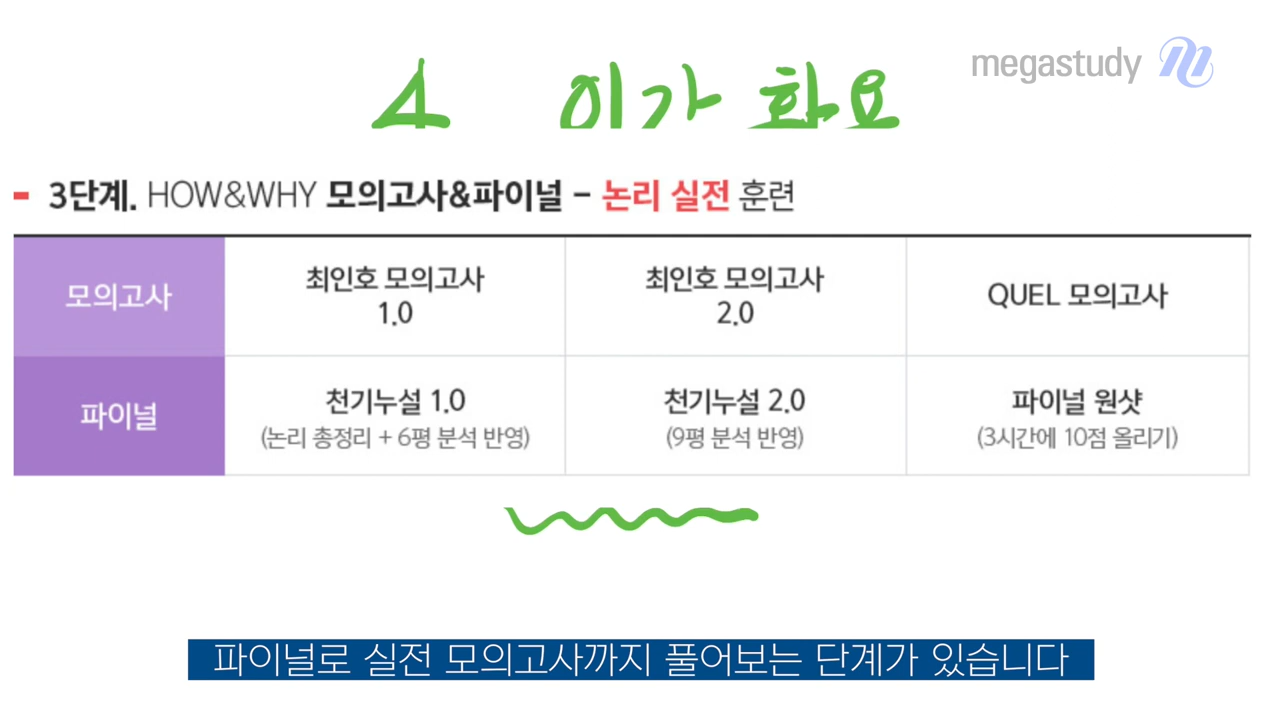 megastudy
이가 화요
- 3단계. HOW&WHY 모의고사&파이널 – 논리 실전 훈련
모의고사
최인호 모의고사
1.0
최인호 모의고사
2.0
QUEL 모의고사
파이널
천기누설 1.0
(논리 총정리 + 6평 분석 반영)
천기누설 2.0
(9평 분석 반영)
파이널 원샷
(3시간에 10점 올리기)
파이널로 실전 모의고사까지 풀어보는 단계가 있습니다